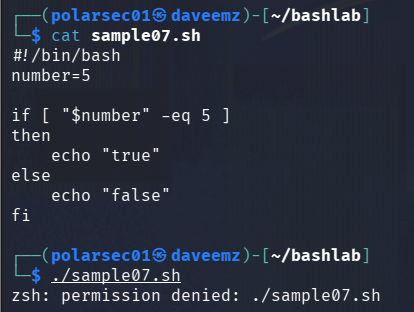 ┌──(polarsec01㉿daveemz)-[~/bashlab]
└─$ cat sample07.sh
#!/bin/bash
number=5

if [ "$number" -eq 5 ]
then
    echo "true"
else
    echo "false"
fi

┌──(polarsec01㉿daveemz)-[~/bashlab]
└─$ ./sample07.sh
zsh: permission denied: ./sample07.sh